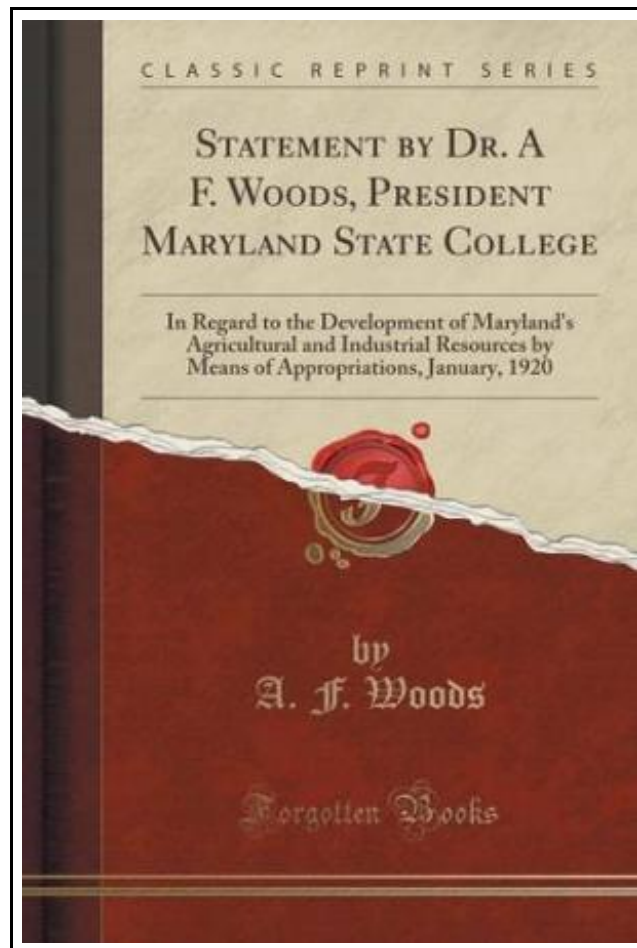 CLASSIC REPRINT SERIES
STATEMENT BY DR. A
F. WOODS, PRESIDENT
MARYLAND STATE COLLEGE
In Regard to the Development of Maryland's
Agricultural and Industrial Resources by
Means of Appropriations, January, 1920
by
A. F. Woods
Forgotten Books